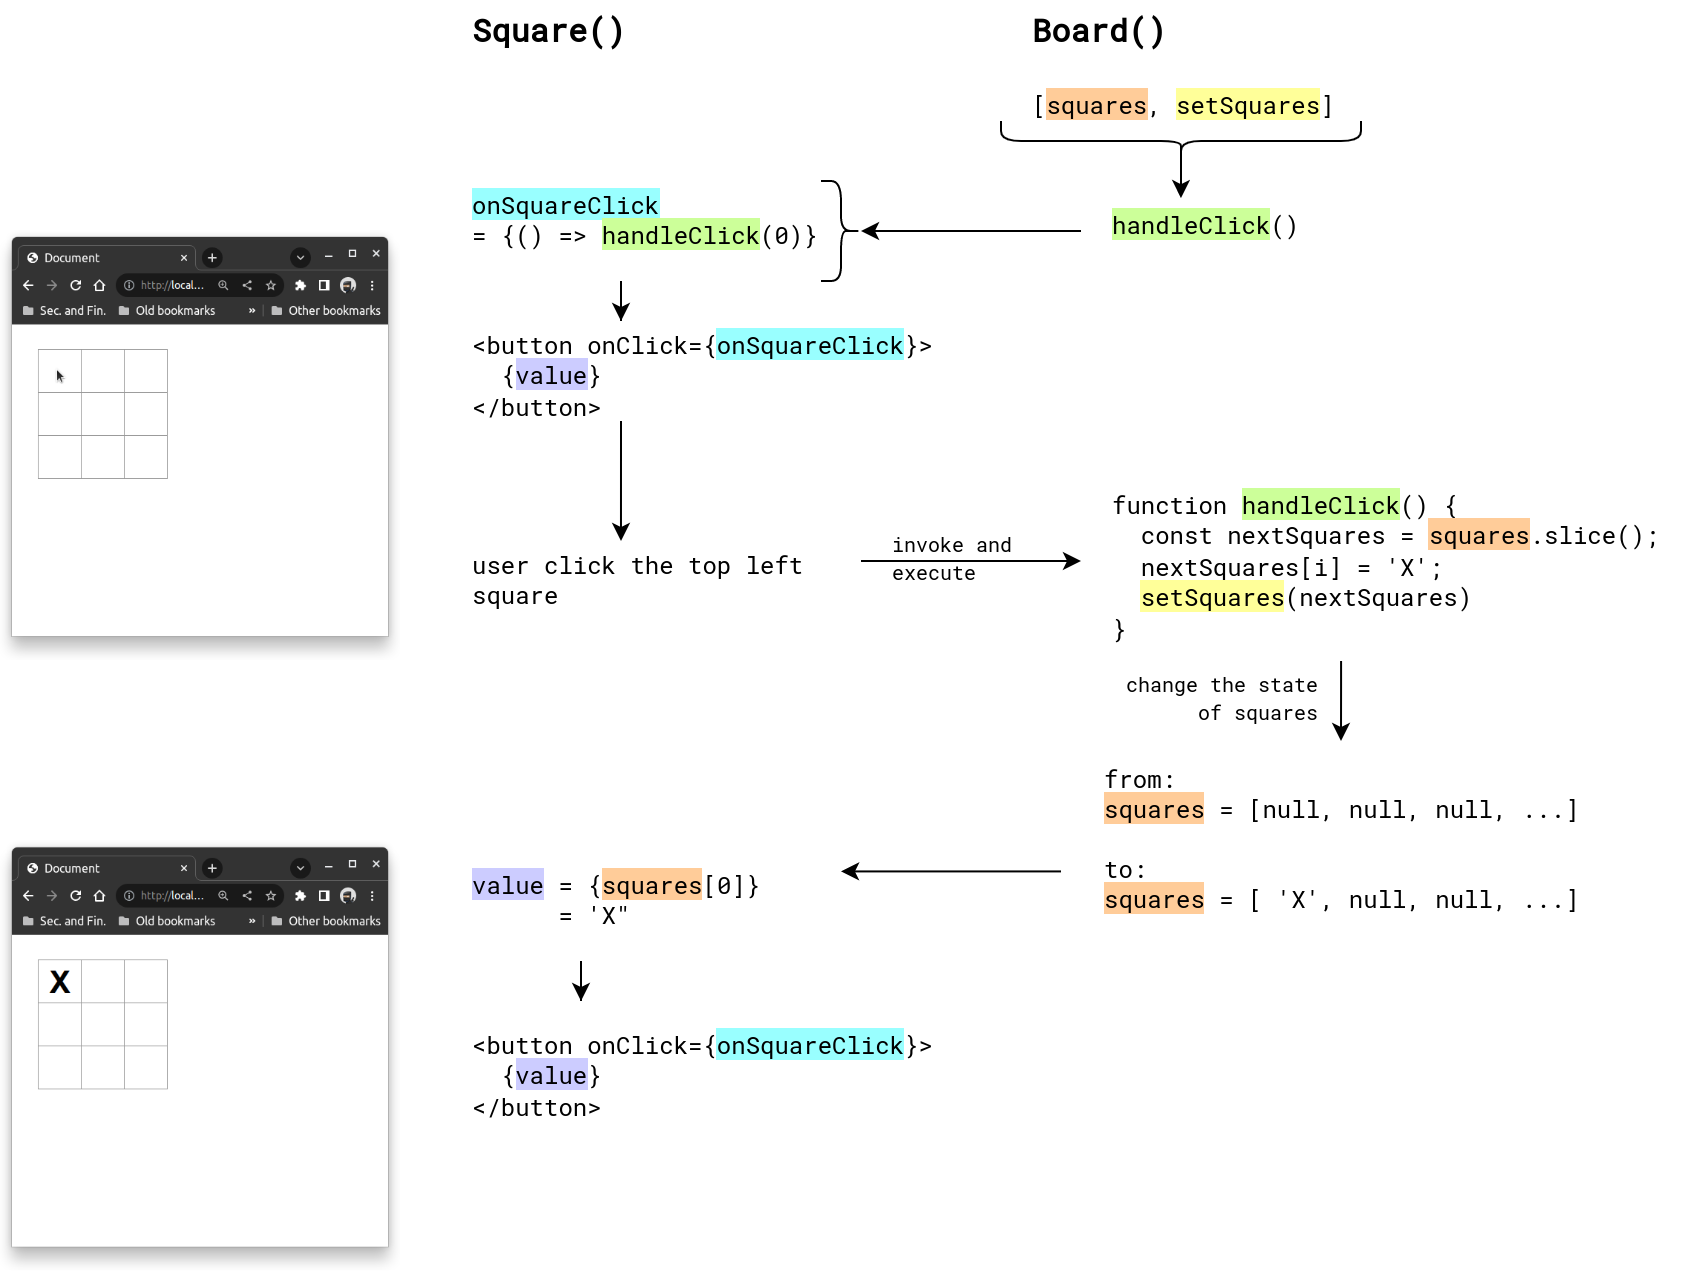 Square()
Board()
[squares, setSquares]
handleClick()
onSquareClick
= {() => handleClick(0)}
Document
http://local...
Sec. and Fin.
Old bookmarks
»
Other bookmarks
<button onClick={onSquareClick}>
{value}
</button>
user click the top left
square
invoke and
execute
function handleClick() {
const nextSquares = squares.slice();
nextSquares[i] = 'X';
setSquares(nextSquares)
}
change the state
of squares
from:
squares = [null, null, null, ...]
to:
squares = [ 'X', null, null, ...]
value = {squares[0]}
= 'X"
Document
http://local...
Sec. and Fin.
Old bookmarks
»
Other bookmarks
X
<button onClick={onSquareClick}>
{value}
</button>